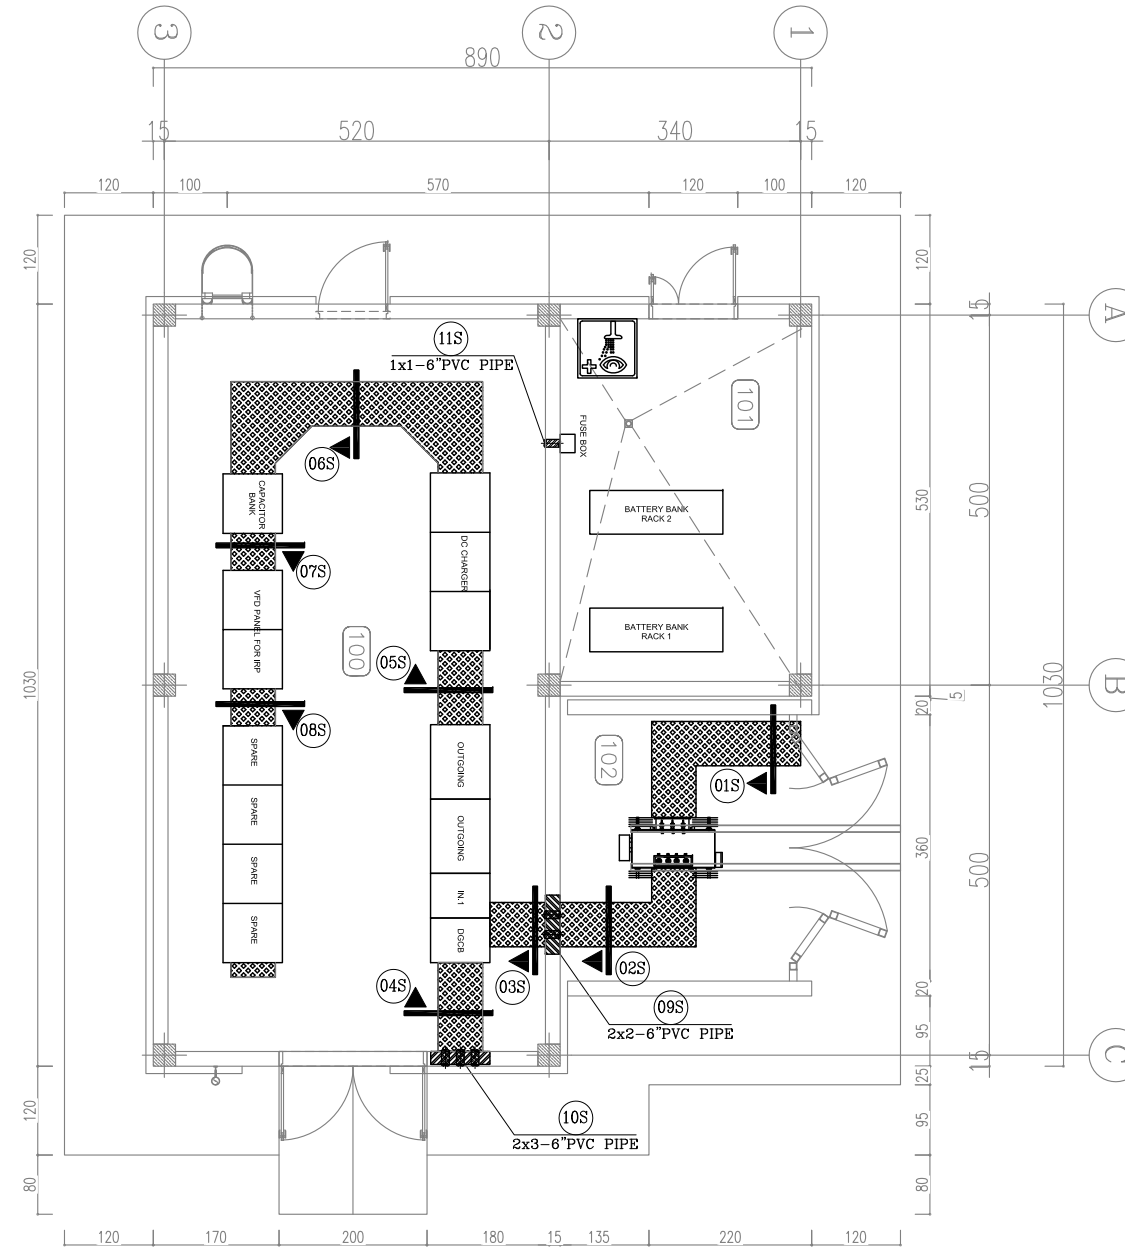 3
2
1
890
15
520
340
15
120
100
570
120
100
120
120
120
15
A
11S
1x1-6"PVC PIPE
101
FUSE BOX
06S
CAPACITOR
BANK
BATTERY BANK
RACK 2
530
500
DC CHARGER
07S
VFD PANEL FOR IRP
BATTERY BANK
RACK 1
100
05S
1030
B
1030
5
20
08S
102
SPARE
OUTGOING
01S
SPARE
OUTGOING
360
500
SPARE
IN.1
SPARE
DGCB
04S
03S
02S
20
09S
2x2-6"PVC PIPE
95
15
C
25
120
10S
2x3-6"PVC PIPE
95
80
80
120
170
200
180
15
135
220
120